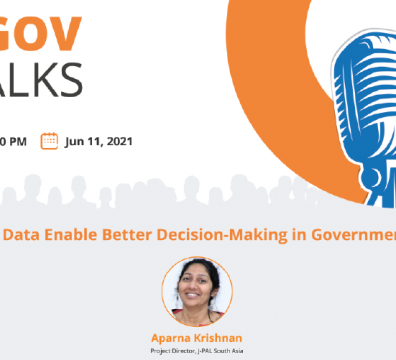 GOV
ALKS
0 PM Jun 11, 2021
Data Enable Better Decision-Making in Governme
Aparna Krishnan
Project Director, J-PAL South Asia